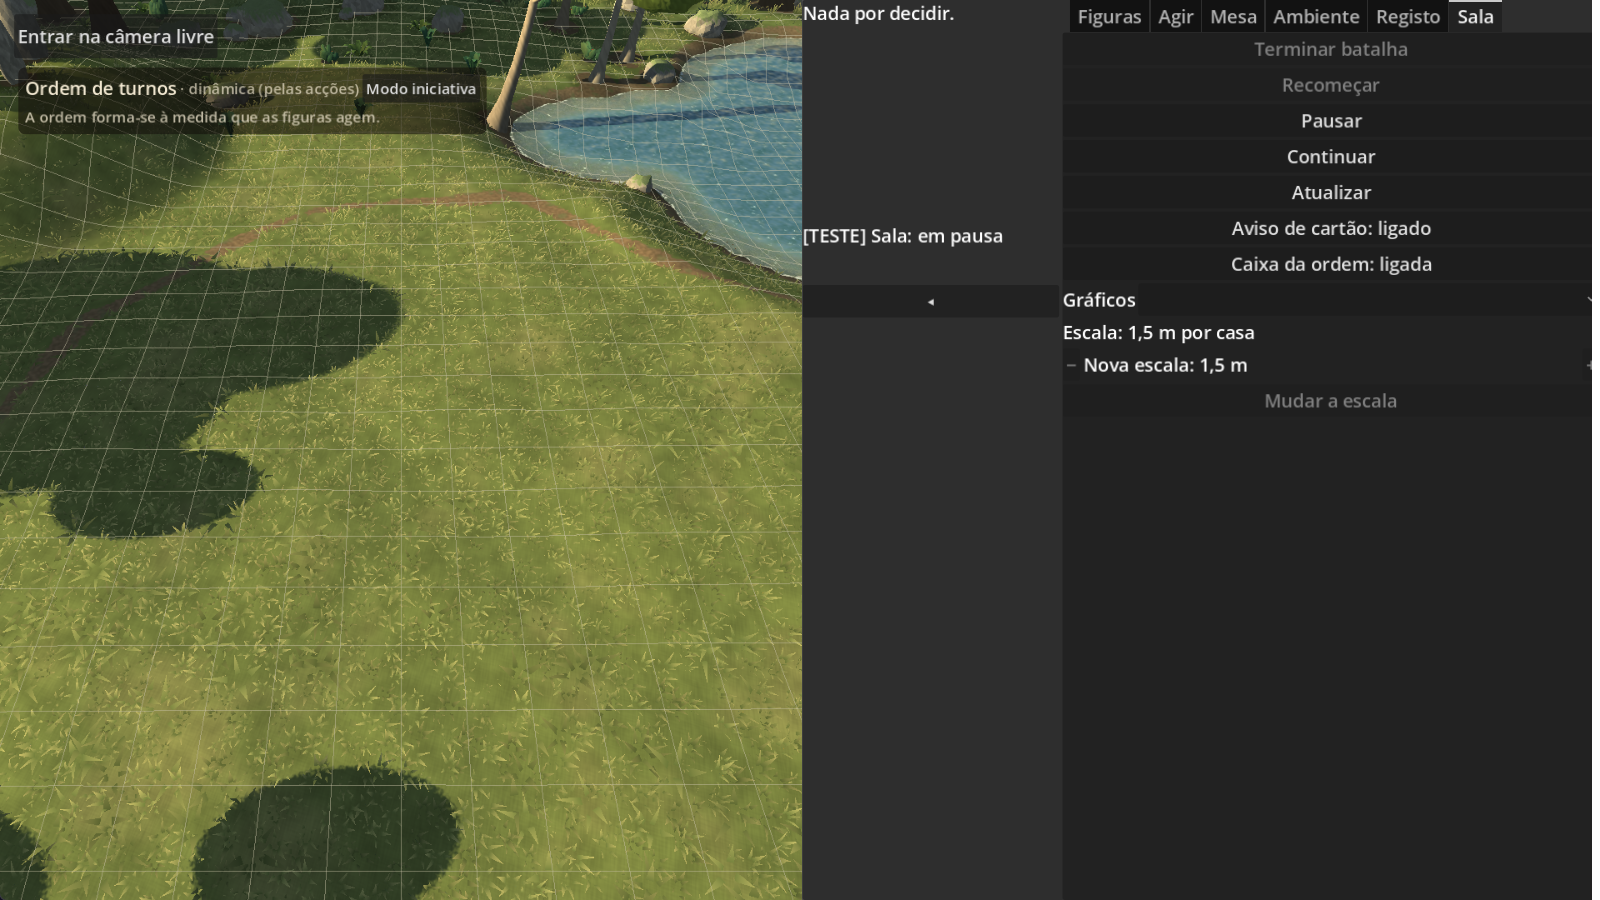 Entrar na câmera livre
Ordem de turnos · dinâmica (pelas acções) Modo iniciativa
A ordem forma-se à medida que as figuras agem.
Nada por decidir.
[TESTE] Sala: em pausa
Figuras Agir Mesa Ambiente Registo Sala
Terminar batalha
Recomeçar
Pausar
Continuar
Atualizar
Aviso de cartão: ligado
Caixa da ordem: ligada
Gráficos
Escala: 1,5 m por casa
− Nova escala: 1,5 m +
Mudar a escala